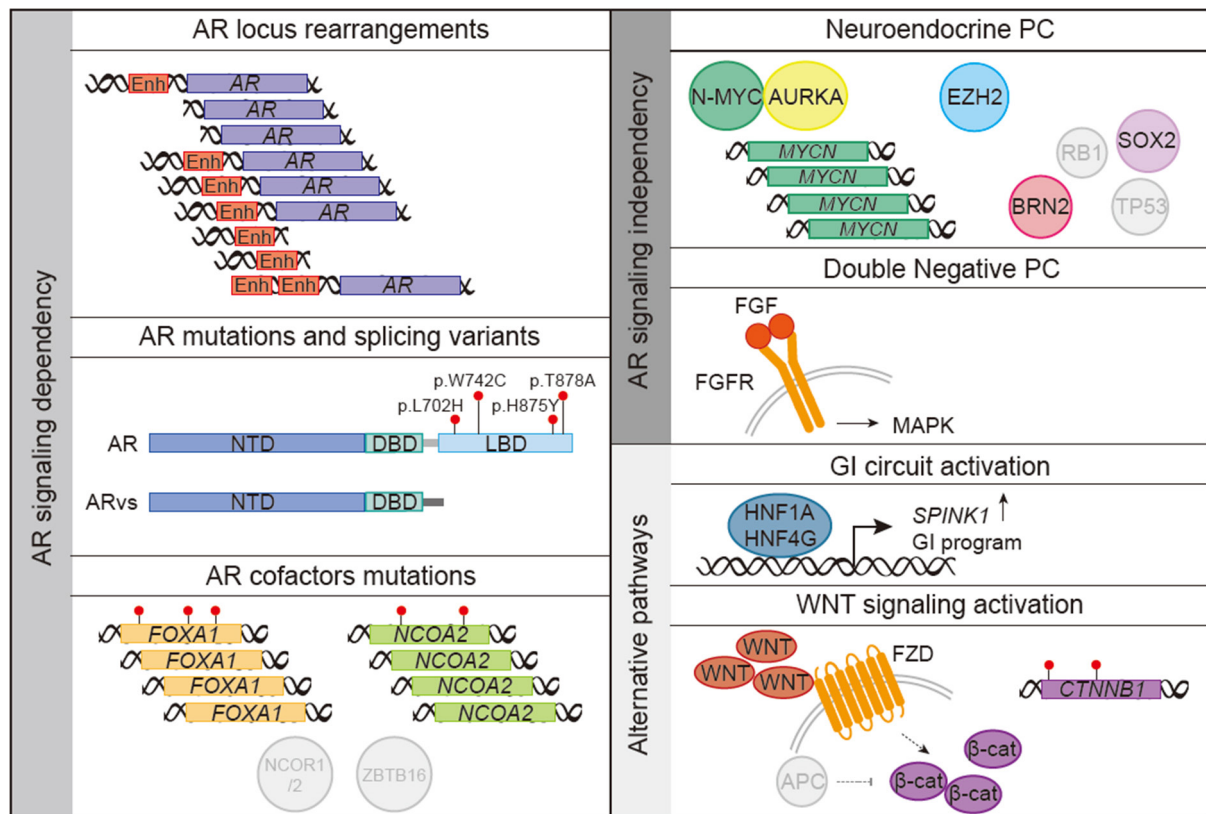 AR signaling dependency
AR locus rearrangements
Enh AR
AR
AR
Enh AR
Enh AR
Enh AR
Enh
Enh
Enh Enh AR
AR mutations and splicing variants
p.W742C p.T878A
p.L702H p.H875Y
AR NTD DBD LBD
ARvs NTD DBD
AR cofactors mutations
FOXA1 NCOA2
FOXA1 NCOA2
FOXA1 NCOA2
FOXA1 NCOA2
NCOR1
/2
ZBTB16
AR signaling independency
Neuroendocrine PC
N-MYC AURKA EZH2
MYCN
MYCN
MYCN
MYCN
RB1 SOX2
BRN2 TP53
Double Negative PC
FGF
FGFR
MAPK
Alternative pathways
GI circuit activation
HNF1A
HNF4G
SPINK1
GI program
WNT signaling activation
WNT
WNT WNT
FZD
CTNNB1
APC
β-cat
β-cat
β-cat